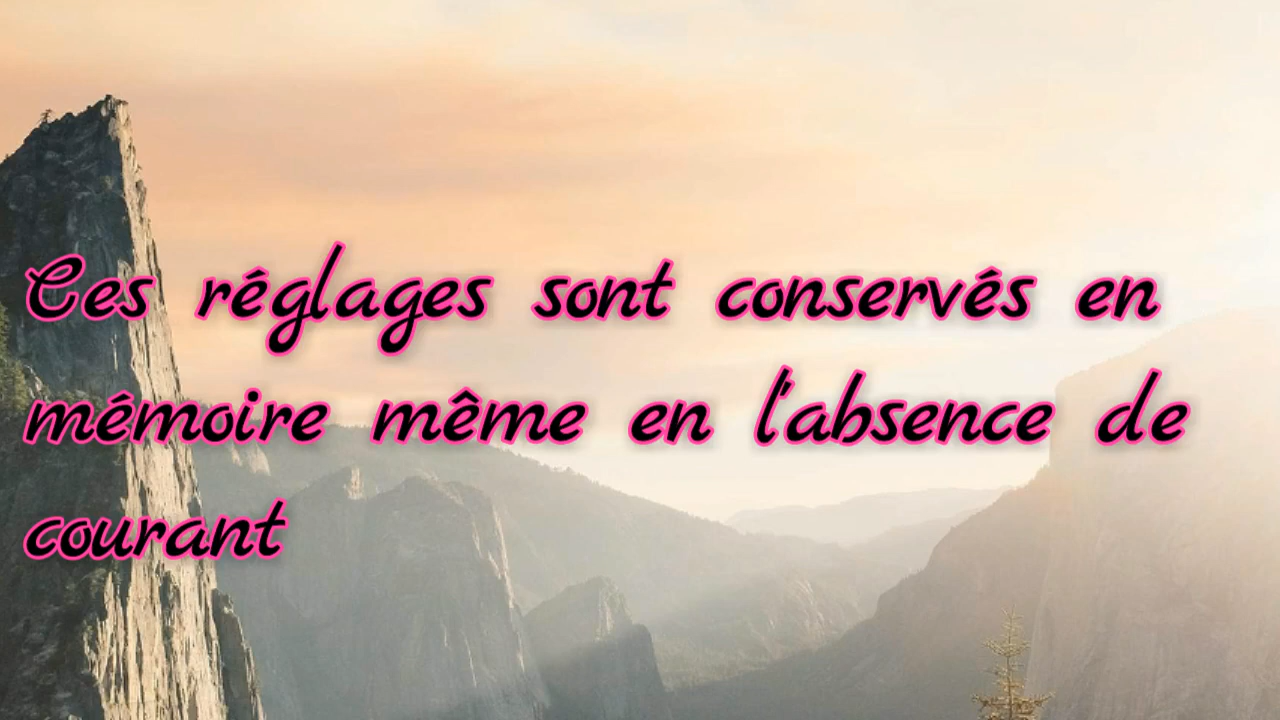 Ces réglages sont conservés en
mémoire même en l'absence de
courant